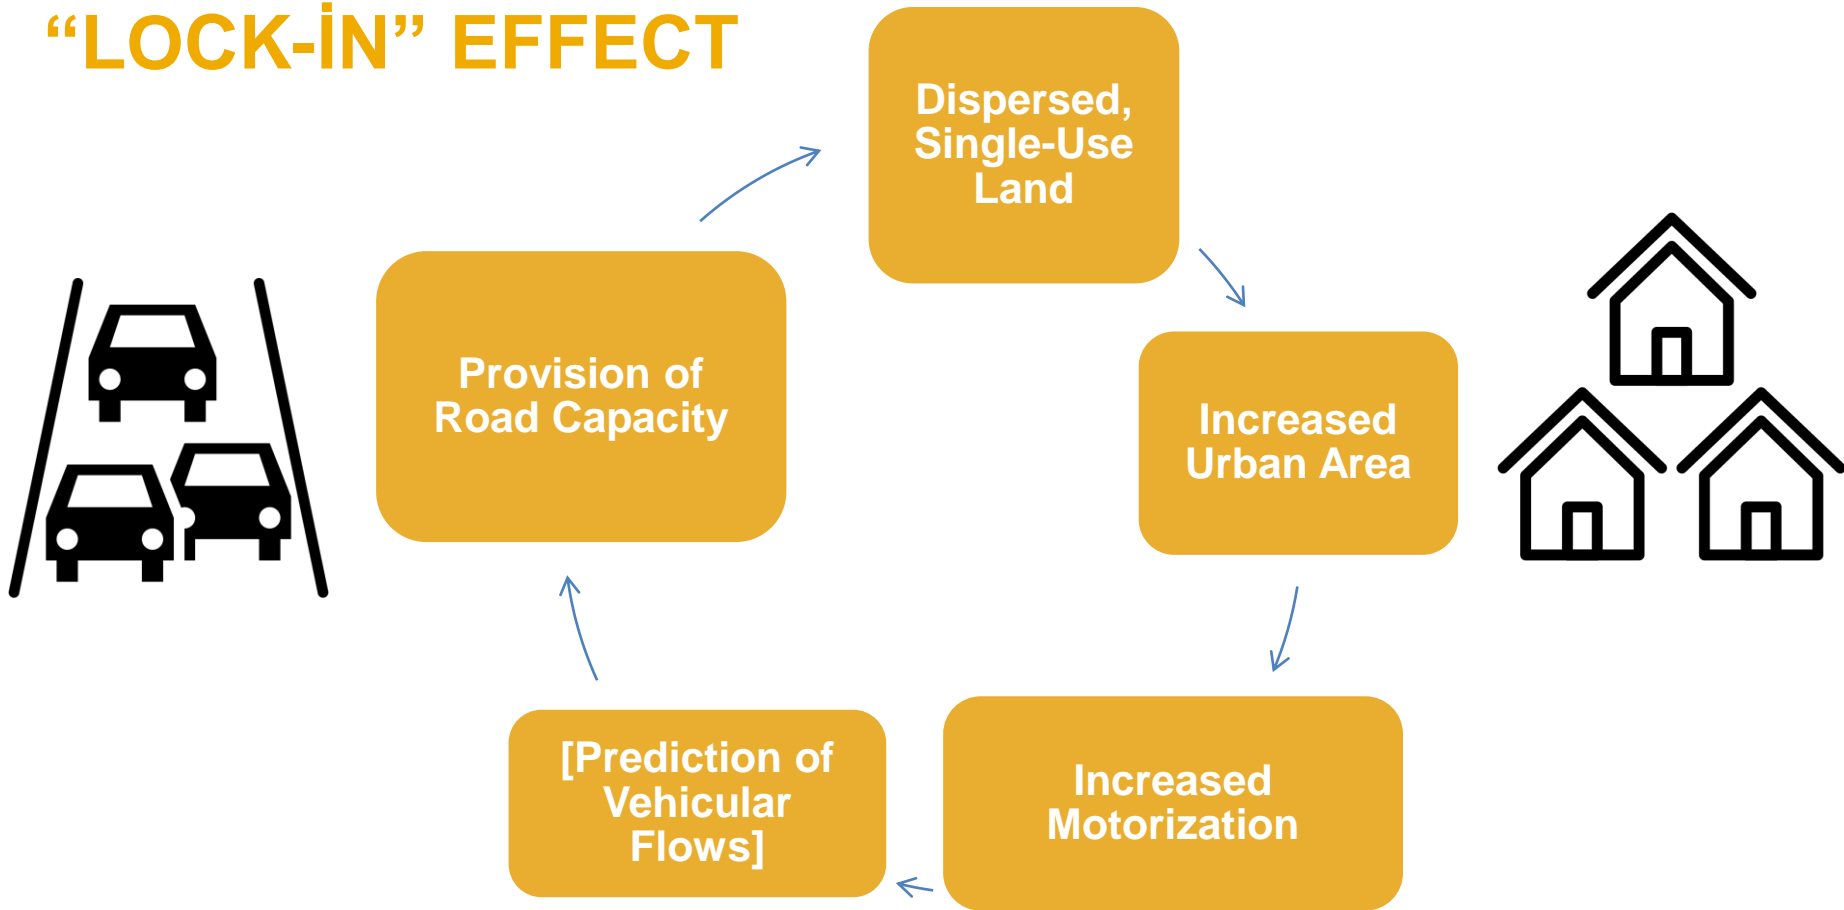 “LOCK-İN” EFFECT
Dispersed,
Single-Use
Land
Provision of
Road Capacity
Increased
Urban Area
[Prediction of
Vehicular
Flows]
Increased
Motorization